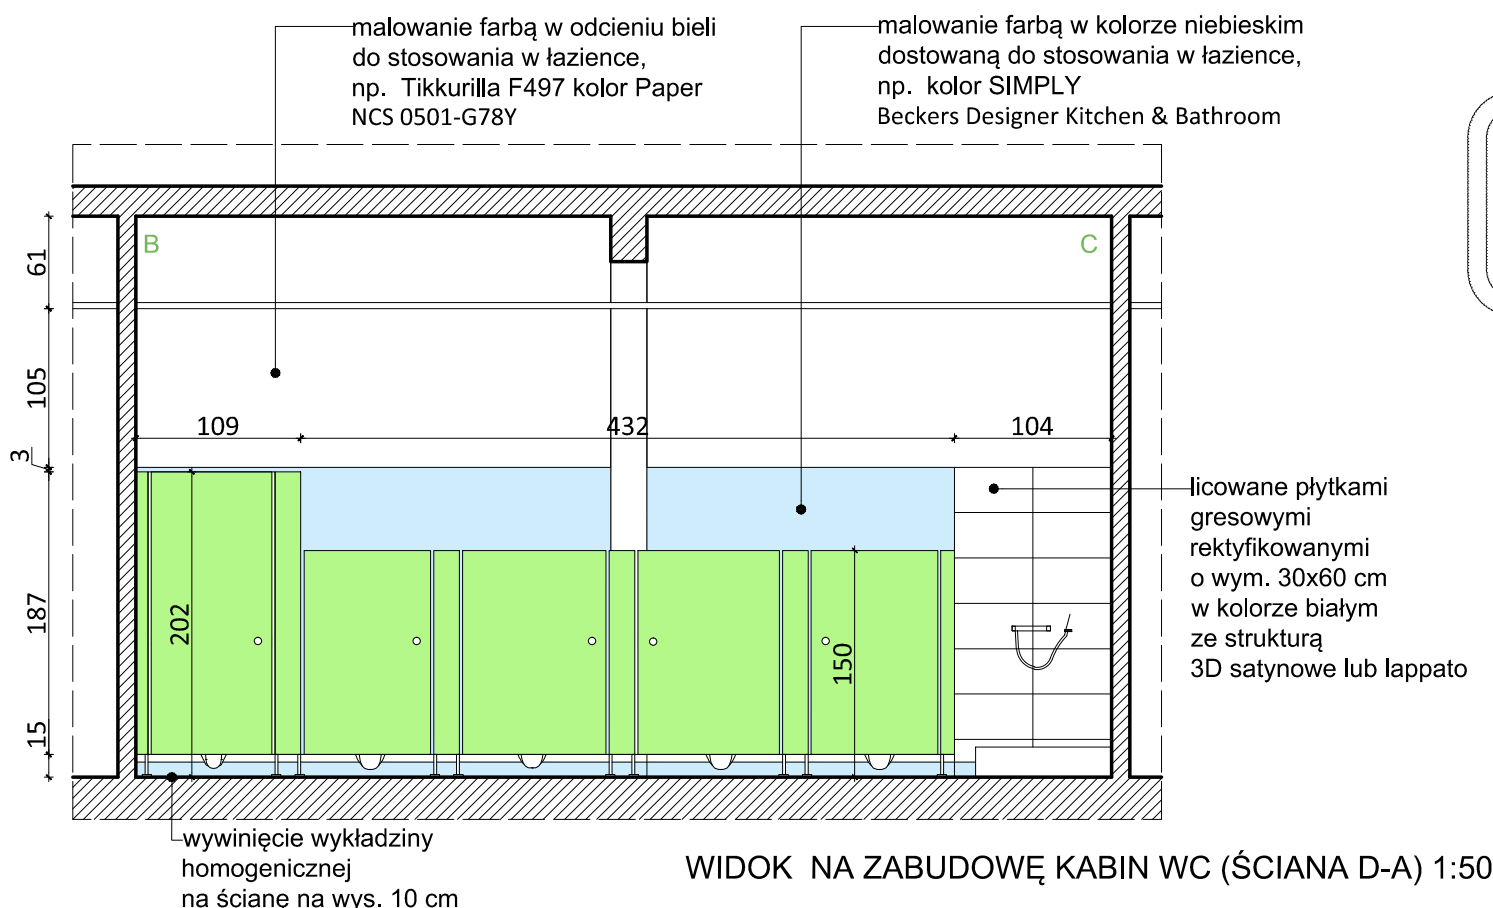 malowanie farbą w odcieniu bieli
do stosowania w łazience,
np. Tikkurilla F497 kolor Paper
NCS 0501-G78Y
malowanie farbą w kolorze niebieskim
dostowaną do stosowania w łazience,
np. kolor SIMPLY
Beckers Designer Kitchen & Bathroom
B
C
61
105
3
187
15
109
432
104
202
150
licowane płytkami
gresowymi
rektyfikowanymi
o wym. 30x60 cm
w kolorze białym
ze strukturą
3D satynowe lub lappato
wywinięcie wykładziny
homogenicznej
na ścianę na wys. 10 cm
WIDOK NA ZABUDOWĘ KABIN WC (ŚCIANA D-A) 1:50